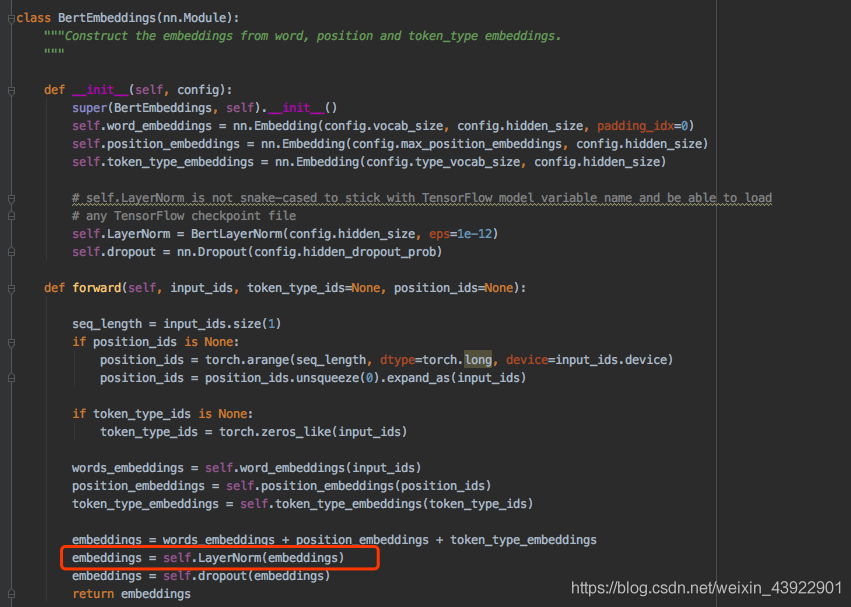 class BertEmbeddings(nn.Module):
"""Construct the embeddings from word, position and token_type embeddings.
"""
def __init__(self, config):
super(BertEmbeddings, self).__init__()
self.word_embeddings = nn.Embedding(config.vocab_size, config.hidden_size, padding_idx=0)
self.position_embeddings = nn.Embedding(config.max_position_embeddings, config.hidden_size)
self.token_type_embeddings = nn.Embedding(config.type_vocab_size, config.hidden_size)
# self.LayerNorm is not snake-cased to stick with TensorFlow model variable name and be able to load
# any TensorFlow checkpoint file
self.LayerNorm = BertLayerNorm(config.hidden_size, eps=1e-12)
self.dropout = nn.Dropout(config.hidden_dropout_prob)
def forward(self, input_ids, token_type_ids=None, position_ids=None):
seq_length = input_ids.size(1)
if position_ids is None:
position_ids = torch.arange(seq_length, dtype=torch.long, device=input_ids.device)
position_ids = position_ids.unsqueeze(0).expand_as(input_ids)
if token_type_ids is None:
token_type_ids = torch.zeros_like(input_ids)
words_embeddings = self.word_embeddings(input_ids)
position_embeddings = self.position_embeddings(position_ids)
token_type_embeddings = self.token_type_embeddings(token_type_ids)
embeddings = words_embeddings + position_embeddings + token_type_embeddings
embeddings = self.LayerNorm(embeddings)
embeddings = self.dropout(embeddings)
return embeddings
https://blog.csdn.net/weixin_43922901